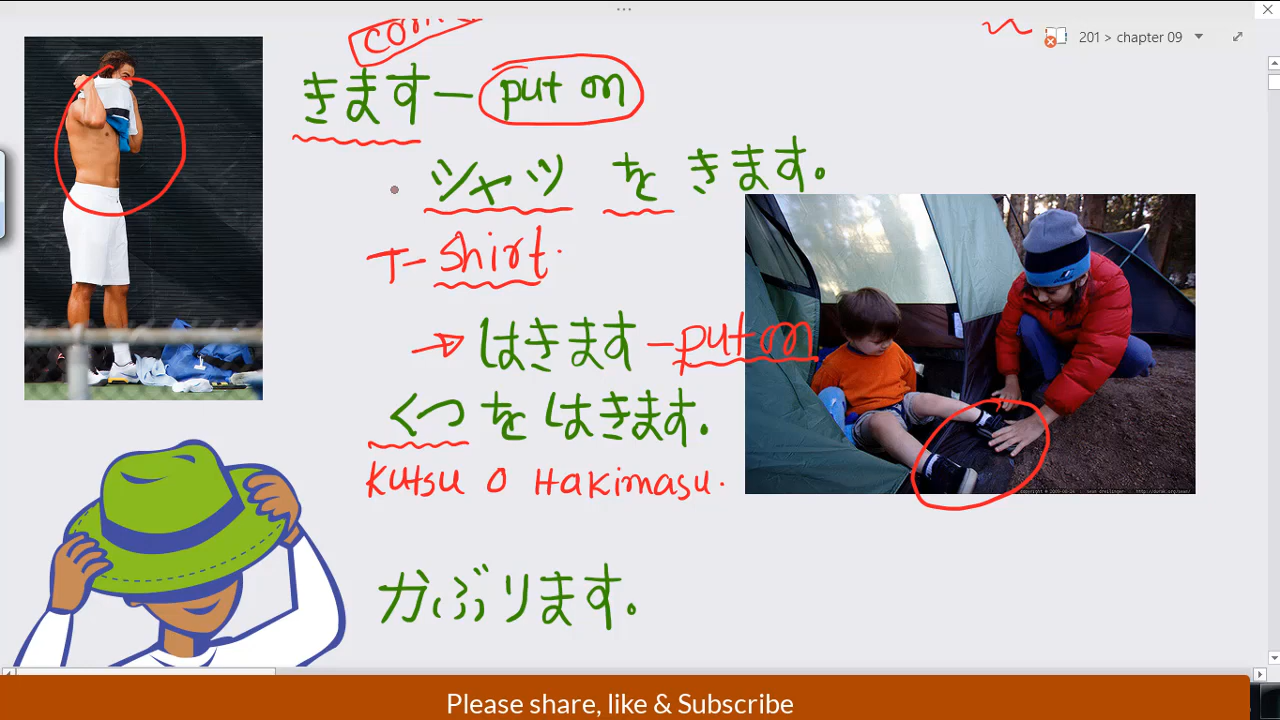 201 > chapter 09
きます — put on
シャツ を きます。
T-shirt.
→ はきます — put on
くつ を はきます.
Kutsu O Hakimasu.
かぶります.
Please share, like & Subscribe